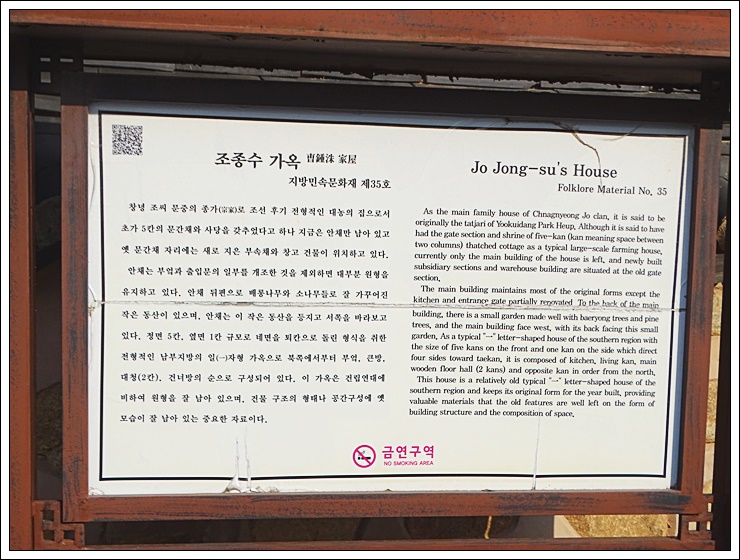 조종수 가옥 曺鍾洙 家屋
지방민속문화재 제35호
창녕 조씨 문중의 종가(宗家)로 조선 후기 전형적인 대농의 집으로서
초가 5칸의 문간채와 사당을 갖추었다고 하나 지금은 안채만 남아 있고
옛 문간채 자리에는 새로 지은 부속채와 창고 건물이 위치하고 있다.
안채는 부엌과 출입문의 일부를 개조한 것을 제외하면 대부분 원형을
유지하고 있다. 안채 뒤편으로 배롱나무와 소나무들로 잘 가꾸어진
작은 동산이 있으며, 안채는 이 작은 동산을 등지고 서쪽을 바라보고
있다. 정면 5칸, 옆면 1칸 규모로 네면을 퇴칸으로 돌린 형식을 취한
전형적인 남부지방의 일(一)자형 가옥으로 북쪽에서부터 부엌, 큰방,
대청(2칸), 건너방의 순으로 구성되어 있다. 이 가옥은 건립연대에
비하여 원형을 잘 남아 있으며, 건물 구조의 형태나 공간구성에 옛
모습이 잘 남아 있는 중요한 자료이다.
Jo Jong-su's House
Folklore Material No. 35
As the main family house of Chnagnyeong Jo clan, it is said to be
originally the tatjari of Yookuidang Park Heup, Although it is said to have
had the gate section and shrine of five-kan (kan meaning space between
two columns) thatched cottage as a typical large-scale farming house,
currently only the main building of the house is left, and newly built
subsidiary sections and warehouse building are situated at the old gate
section,
The main building maintains most of the original forms except the
kitchen and entrance gate partially renovated To the back of the main
building, there is a small garden made well with baeryong trees and pine
trees, and the main building face west, with its back facing this small
garden, As a typical "一" letter-shaped house of the southern region with
the size of five kans on the front and one kan on the side which direct
four sides toward taekan, it is composed of kitchen, living kan, main
wooden floor hall (2 kans) and opposite kan in order from the north,
This house is a relatively old typical "一" letter-shaped house of the
southern region and keeps its original form for the year built, providing
valuable materials that the old features are well left on the form of
building structure and the composition of space,
금연구역
NO SMOKING AREA